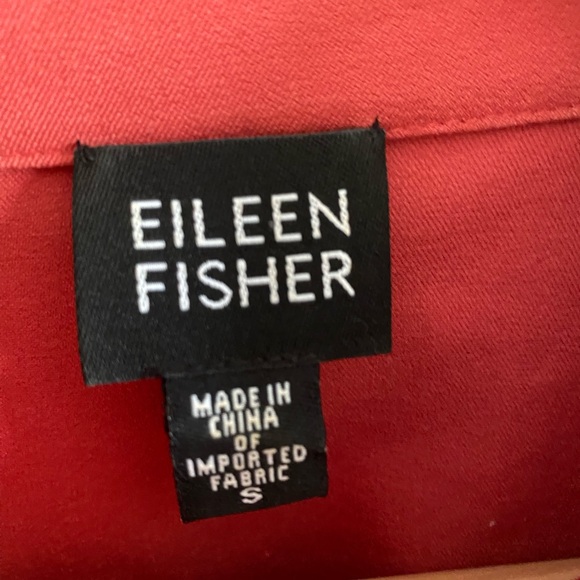 EILEEN
FISHER
MADE IN
CHINA
OF
IMPORTED
FABRIC
S